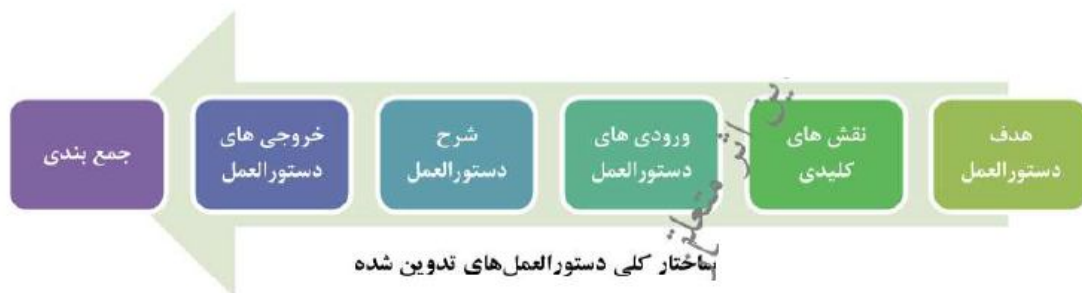 هدف
دستورالعمل
نقش های
کلیدی
ورودی های
دستورالعمل
شرح
دستورالعمل
خروجی های
دستورالعمل
جمع بندی
ساختار کلی دستورالعمل‌های تدوین شده